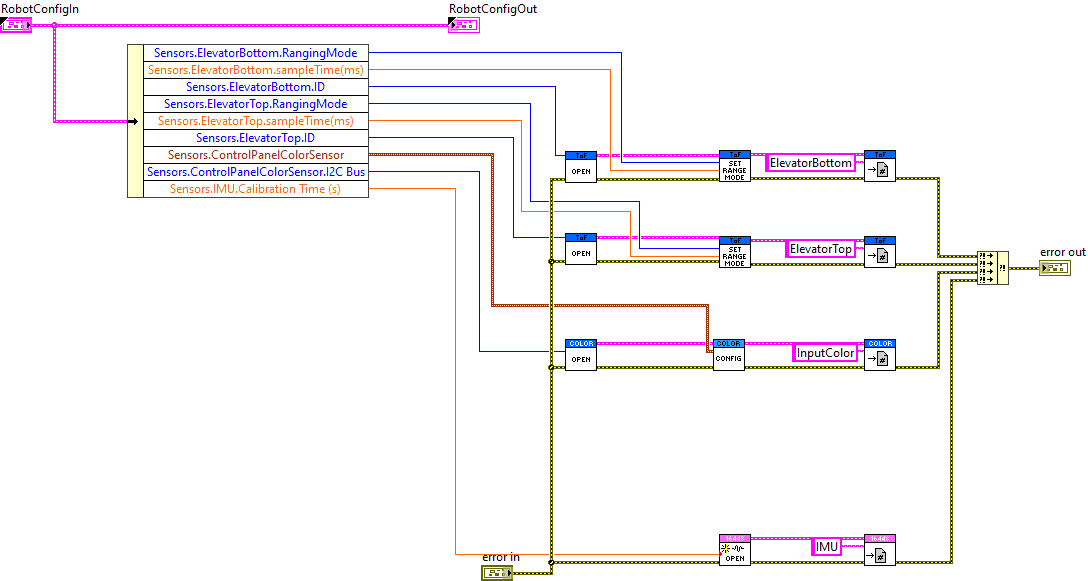 RobotConfigIn
RobotConfigOut
Sensors.ElevatorBottom.RangingMode
Sensors.ElevatorBottom.sampleTime(ms)
Sensors.ElevatorBottom.ID
Sensors.ElevatorTop.RangingMode
Sensors.ElevatorTop.sampleTime(ms)
Sensors.ElevatorTop.ID
Sensors.ControlPanelColorSensor
Sensors.ControlPanelColorSensor.I2C Bus
Sensors.IMU.Calibration Time (s)
ToF
OPEN
ToF
SET
RANGE
MODE
ElevatorBottom
ToF
#
ToF
OPEN
ToF
SET
RANGE
MODE
ElevatorTop
ToF
#
?!
?!
?!
?!
?!
error out
COLOR
OPEN
COLOR
CONFIG
InputColor
COLOR
#
error in
OPEN
IMU
#